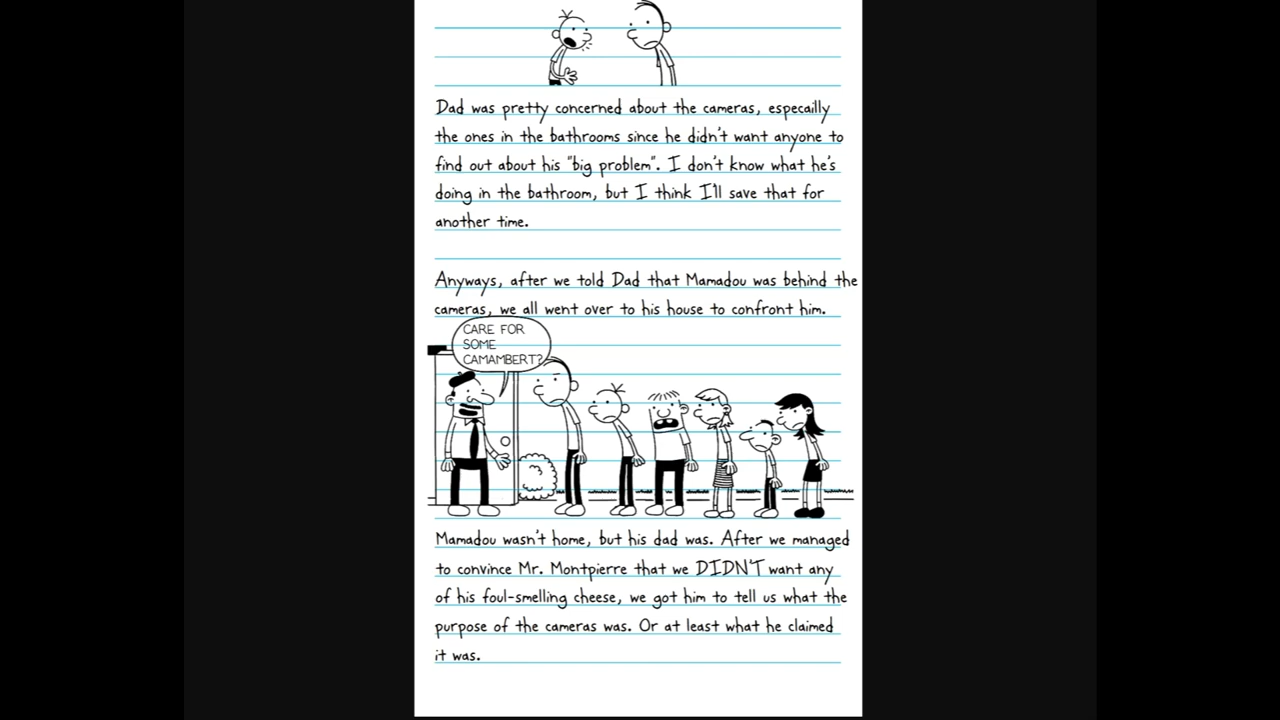 Dad was pretty concerned about the cameras, especailly
the ones in the bathrooms since he didn't want anyone to
find out about his "big problem". I don't know what he's
doing in the bathroom, but I think I'll save that for
another time.
Anyways, after we told Dad that Mamadou was behind the
cameras, we all went over to his house to confront him.
CARE FOR
SOME
CAMAMBERT?
Mamadou wasn't home, but his dad was. After we managed
to convince Mr. Montpierre that we DIDN'T want any
of his foul-smelling cheese, we got him to tell us what the
purpose of the cameras was. Or at least what he claimed
it was.